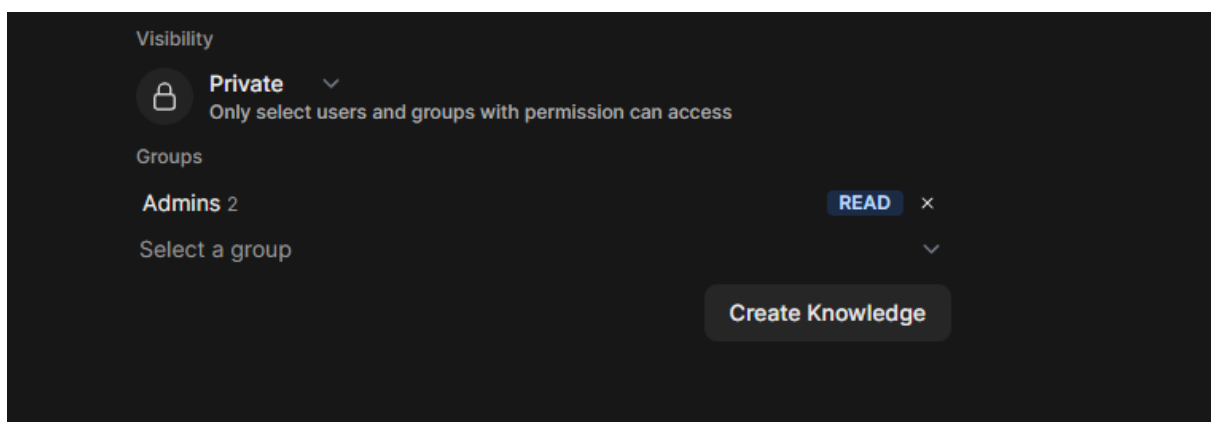 Visibility
Private
Only select users and groups with permission can access
Groups
Admins 2 READ ×
Select a group
Create Knowledge